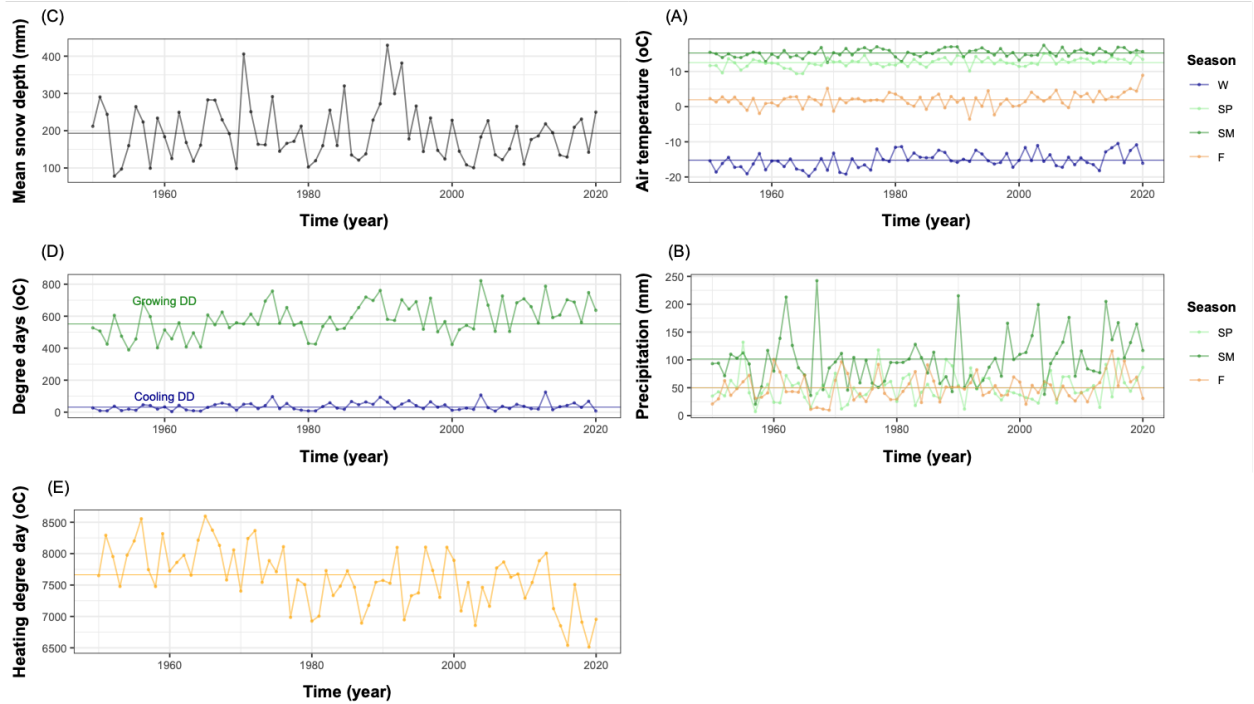 (C)
Mean snow depth (mm)
400
300
200
100
1960
1980
2000
2020
Time (year)
(A)
Air temperature (oC)
10
0
-10
-20
1960
1980
2000
2020
Time (year)
Season
W
SP
SM
F
(D)
Degree days (oC)
800
600
400
200
0
Growing DD
Cooling DD
1960
1980
2000
2020
Time (year)
(B)
Precipitation (mm)
250
200
150
100
50
0
1960
1980
2000
2020
Time (year)
Season
SP
SM
F
(E)
Heating degree day (oC)
8500
8000
7500
7000
6500
1960
1980
2000
2020
Time (year)